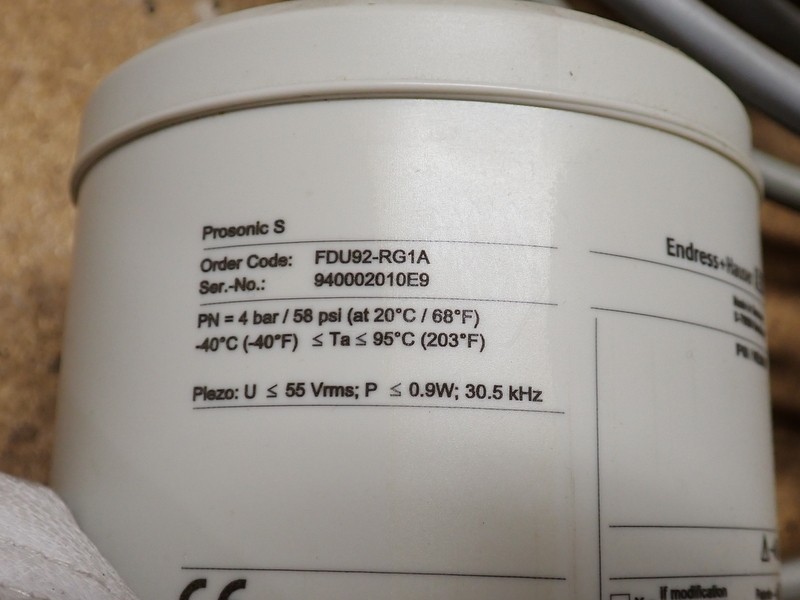 Prosonic S
Order Code: FDU92-RG1A
Ser.-No.: 940002010E9
PN = 4 bar / 58 psi (at 20°C / 68°F)
-40°C (-40°F) ≤ Ta ≤ 95°C (203°F)
Piezo: U ≤ 55 Vrms; P ≤ 0.9W; 30.5 kHz
CE
Endress+Hauser
If modification